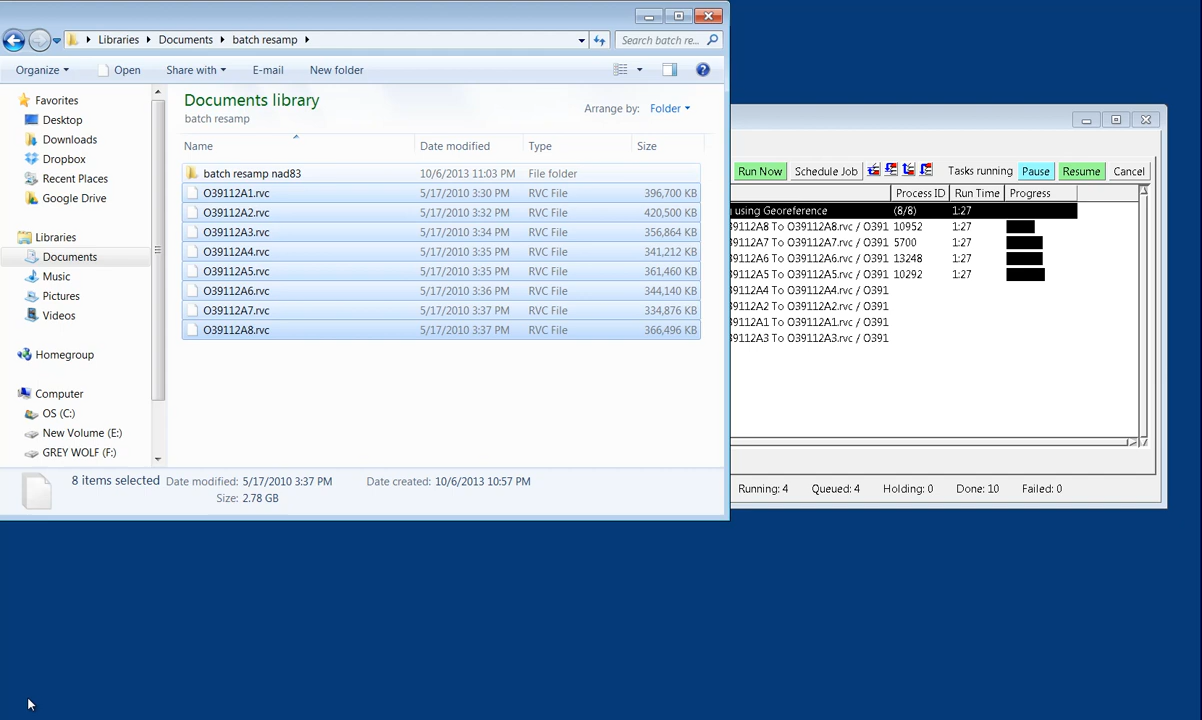 Libraries Documents batch resamp
Search batch re...
Organize Open Share with E-mail New folder
Favorites
Desktop
Downloads
Dropbox
Recent Places
Google Drive
Libraries
Documents
Music
Pictures
Videos
Homegroup
Computer
OS (C:)
New Volume (E:)
GREY WOLF (F:)
Documents library
batch resamp
Arrange by: Folder
Name Date modified Type Size
batch resamp nad83 10/6/2013 11:03 PM File folder
O39112A1.rvc 5/17/2010 3:30 PM RVC File 396,700 KB
O39112A2.rvc 5/17/2010 3:32 PM RVC File 420,500 KB
O39112A3.rvc 5/17/2010 3:34 PM RVC File 356,864 KB
O39112A4.rvc 5/17/2010 3:35 PM RVC File 341,212 KB
O39112A5.rvc 5/17/2010 3:35 PM RVC File 361,460 KB
O39112A6.rvc 5/17/2010 3:36 PM RVC File 344,140 KB
O39112A7.rvc 5/17/2010 3:37 PM RVC File 334,876 KB
O39112A8.rvc 5/17/2010 3:37 PM RVC File 366,496 KB
8 items selected Date modified: 5/17/2010 3:37 PM Date created: 10/6/2013 10:57 PM
Size: 2.78 GB
Run Now Schedule Job Tasks running Pause Resume Cancel
Process ID Run Time Progress
using Georeference (8/8) 1:27
39112A8 To O39112A8.rvc / O391 10952 1:27
39112A7 To O39112A7.rvc / O391 5700 1:27
39112A6 To O39112A6.rvc / O391 13248 1:27
39112A5 To O39112A5.rvc / O391 10292 1:27
39112A4 To O39112A4.rvc / O391
39112A2 To O39112A2.rvc / O391
39112A1 To O39112A1.rvc / O391
39112A3 To O39112A3.rvc / O391
Running: 4 Queued: 4 Holding: 0 Done: 10 Failed: 0